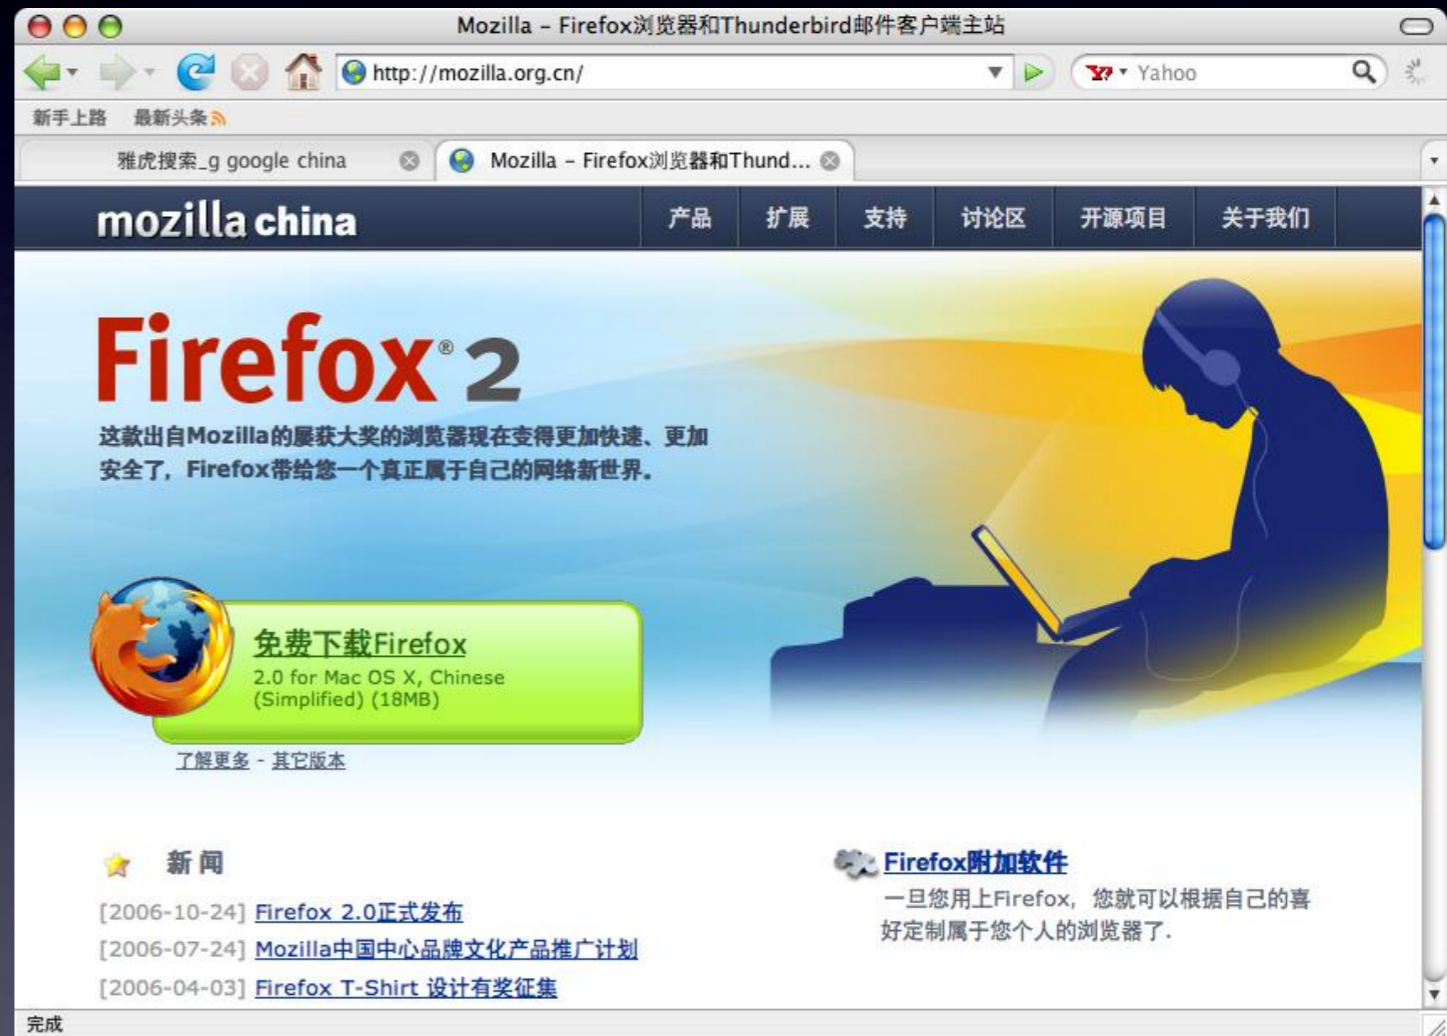 Mozilla – Firefox浏览器和Thunderbird邮件客户端主站
http://mozilla.org.cn/
Yahoo
新手上路 最新头条
雅虎搜索_g google china
Mozilla – Firefox浏览器和Thund...
mozilla china
产品 扩展 支持 讨论区 开源项目 关于我们
Firefox® 2
这款出自Mozilla的屡获大奖的浏览器现在变得更加快速、更加
安全了，Firefox带给您一个真正属于自己的网络新世界。
免费下载Firefox
2.0 for Mac OS X, Chinese
(Simplified) (18MB)
了解更多 - 其它版本
新闻
[2006-10-24] Firefox 2.0正式发布
[2006-07-24] Mozilla中国中心品牌文化产品推广计划
[2006-04-03] Firefox T-Shirt 设计有奖征集
Firefox附加软件
一旦您用上Firefox，您就可以根据自己的喜
好定制属于您个人的浏览器了.
完成